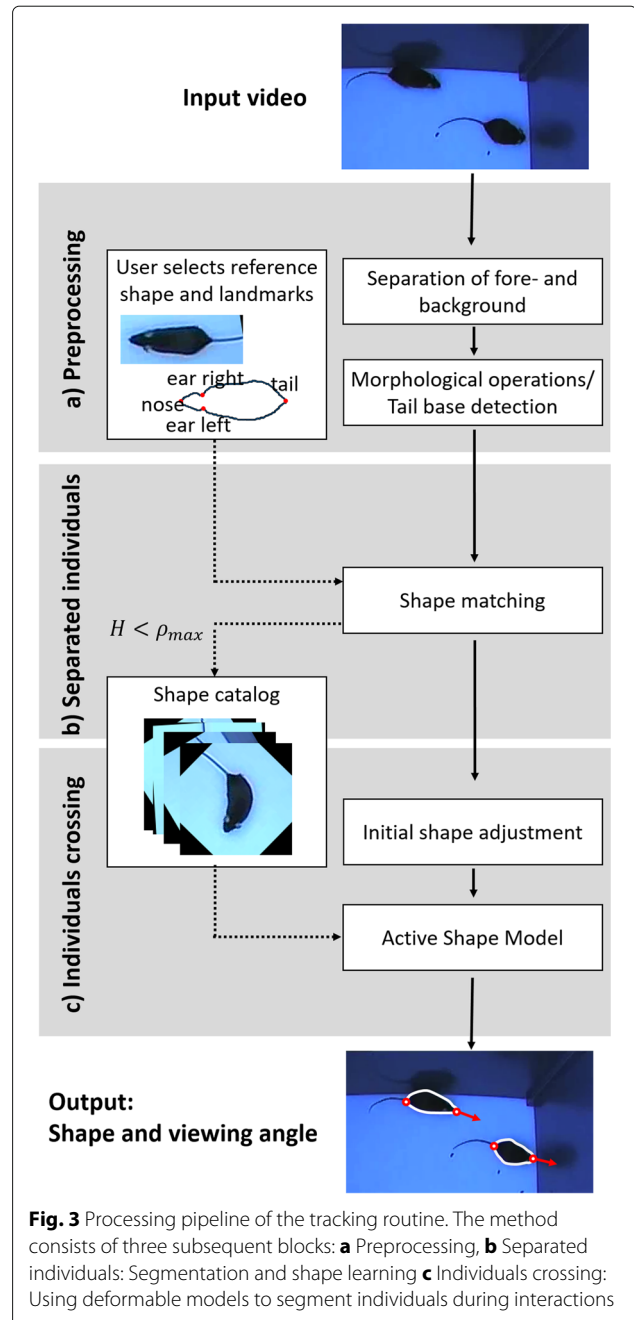 Input video
a) Preprocessing
User selects reference
shape and landmarks
ear right
tail
nose
ear left
Separation of fore- and
background
Morphological operations/
Tail base detection
b) Separated individuals
Shape matching
H < ρmax
Shape catalog
c) Individuals crossing
Initial shape adjustment
Active Shape Model
Output:
Shape and viewing angle
Fig. 3 Processing pipeline of the tracking routine. The method
consists of three subsequent blocks: a Preprocessing, b Separated
individuals: Segmentation and shape learning c Individuals crossing:
Using deformable models to segment individuals during interactions